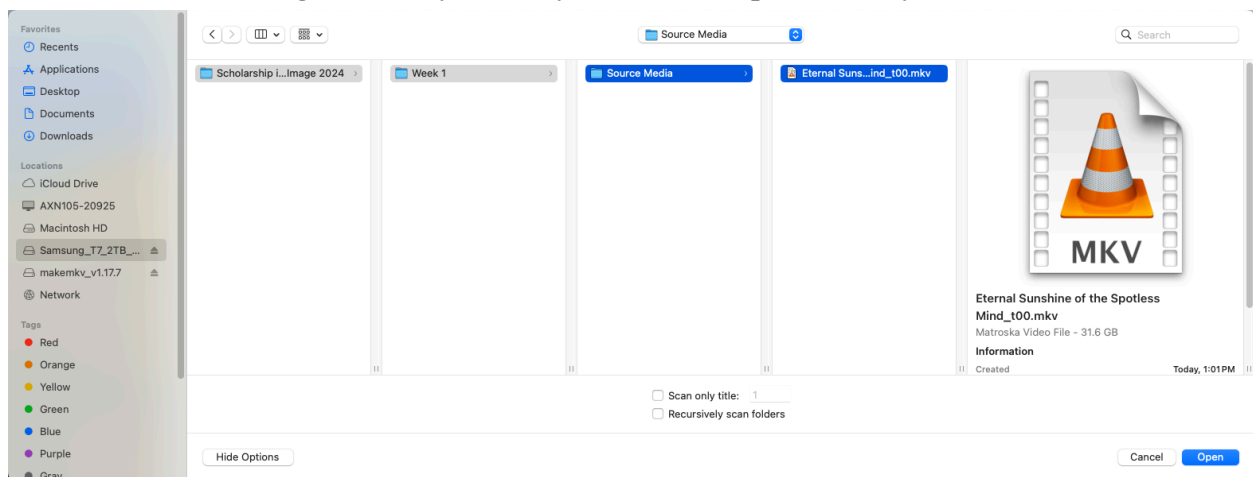 Favorites
Recents
Applications
Desktop
Documents
Downloads
Locations
iCloud Drive
AXN105-20925
Macintosh HD
Samsung_T7_2TB_...
makemkv_v1.17.7
Network
Tags
Red
Orange
Yellow
Green
Blue
Purple
Gray
Source Media
Search
Scholarship i...Image 2024
Week 1
Source Media
Eternal Suns...ind_t00.mkv
MKV
Eternal Sunshine of the Spotless
Mind_t00.mkv
Matroska Video File - 31.6 GB
Information
Created Today, 1:01 PM
Scan only title: 1
Recursively scan folders
Hide Options
Cancel Open